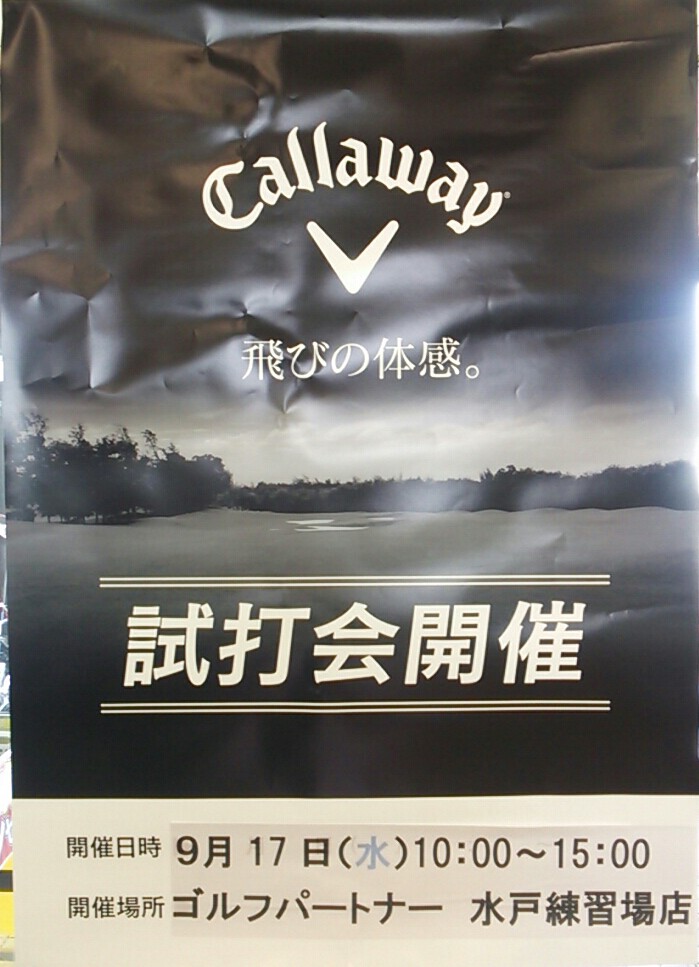 Callaway
飛びの体感。
試打会開催
開催日時 9月17日(水)10:00～15:00
開催場所 ゴルフパートナー 水戸練習場店